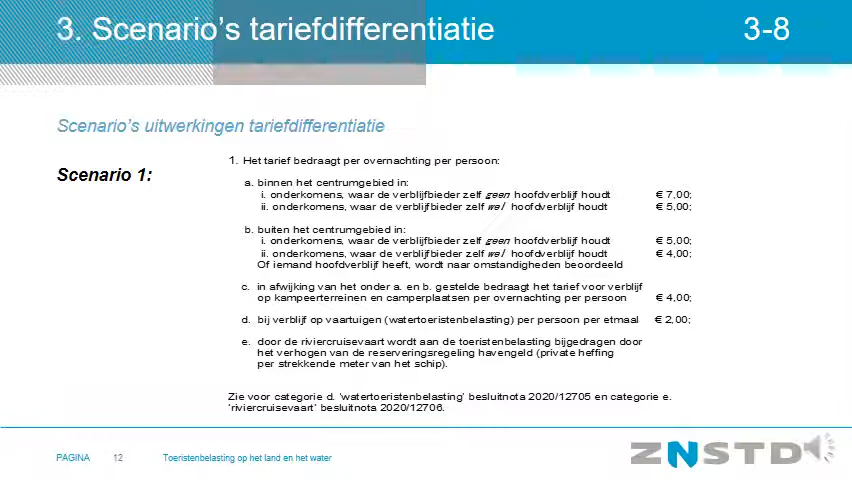 3. Scenario's tariefdifferentiatie 3-8
Scenario's uitwerkingen tariefdifferentiatie
Scenario 1:
1. Het tarief bedraagt per overnachting per persoon:
a. binnen het centrumgebied in:
i. onderkomens, waar de verblijfbieder zelf geen hoofdverblijf houdt € 7,00;
ii. onderkomens, waar de verblijfbieder zelf wel hoofdverblijf houdt € 5,00;
b. buiten het centrumgebied in:
i. onderkomens, waar de verblijfbieder zelf geen hoofdverblijf houdt € 5,00;
ii. onderkomens, waar de verblijfbieder zelf wel hoofdverblijf houdt € 4,00;
Of iemand hoofdverblijf heeft, wordt naar omstandigheden beoordeeld
c. in afwijking van het onder a. en b. gestelde bedraagt het tarief voor verblijf
op kampeerterreinen en camperplaatsen per overnachting per persoon € 4,00;
d. bij verblijf op vaartuigen (watertoeristenbelasting) per persoon per etmaal € 2,00;
e. door de riviercruisevaart wordt aan de toeristenbelasting bijgedragen door
het verhogen van de reserveringsregeling havengeld (private heffing
per strekkende meter van het schip).
Zie voor categorie d. 'watertoeristenbelasting' besluitnota 2020/12705 en categorie e.
'riviercruisevaart' besluitnota 2020/12706.
PAGINA 12 Toeristenbelasting op het land en het water
ZNSTD